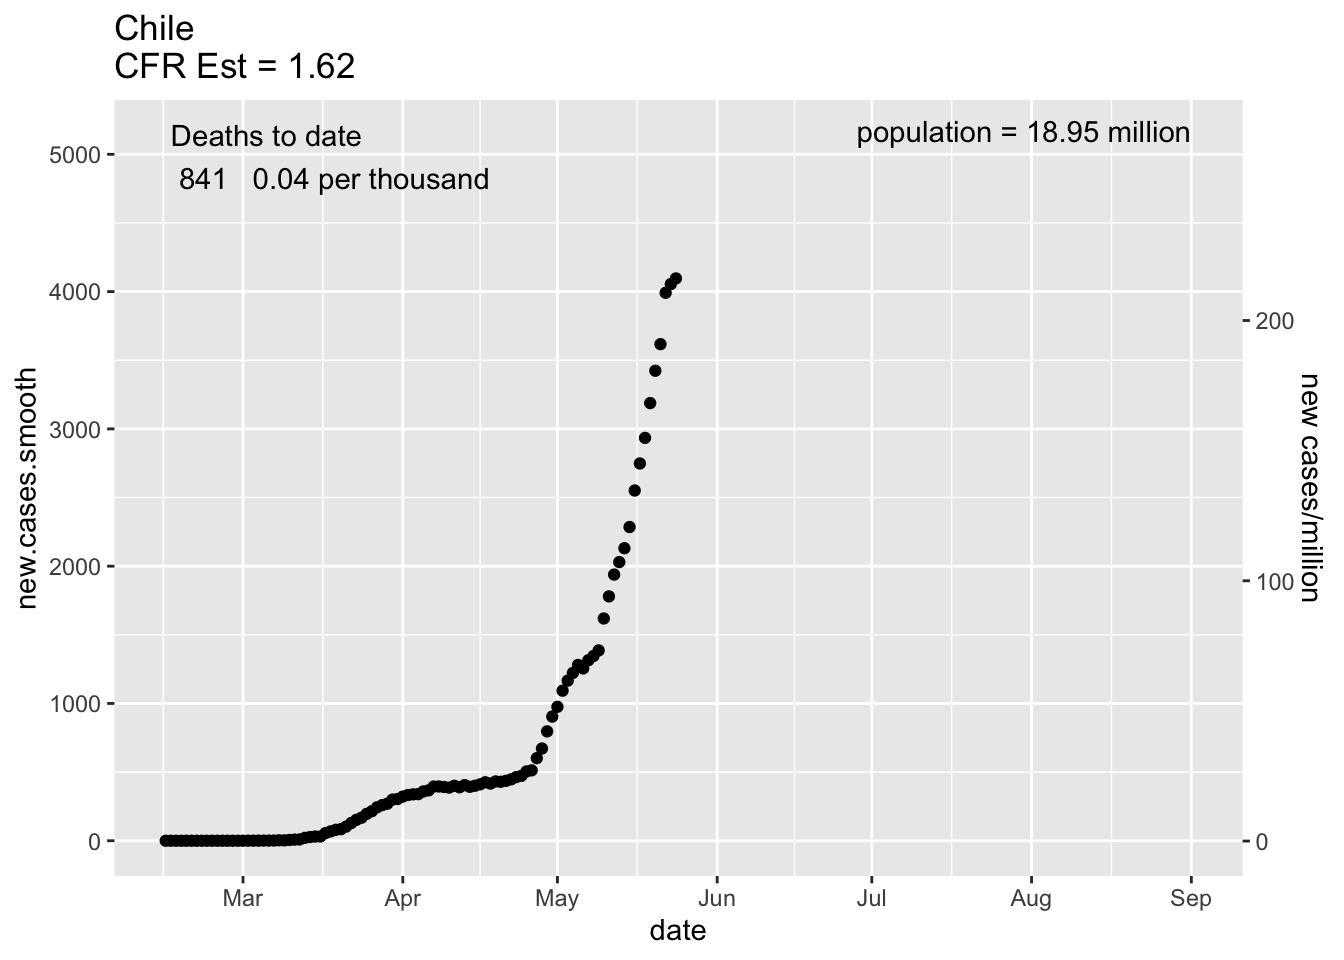 Chile
CFR Est = 1.62
Deaths to date
841 0.04 per thousand
population = 18.95 million
5000
4000
3000
2000
1000
0
new.cases.smooth
200
100
0
new cases/million
Mar Apr May Jun Jul Aug Sep
date